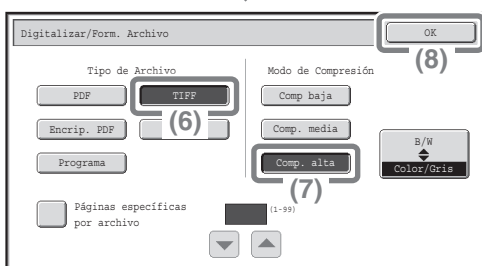 Digitalizar/Form. Archivo
OK
(8)
Tipo de Archivo
Modo de Compresión
PDF
TIFF
Comp baja
(6)
Encrip. PDF
Comp. media
B/W
Color/Gris
Programa
Comp. alta
(7)
Páginas específicas
por archivo
(1-99)